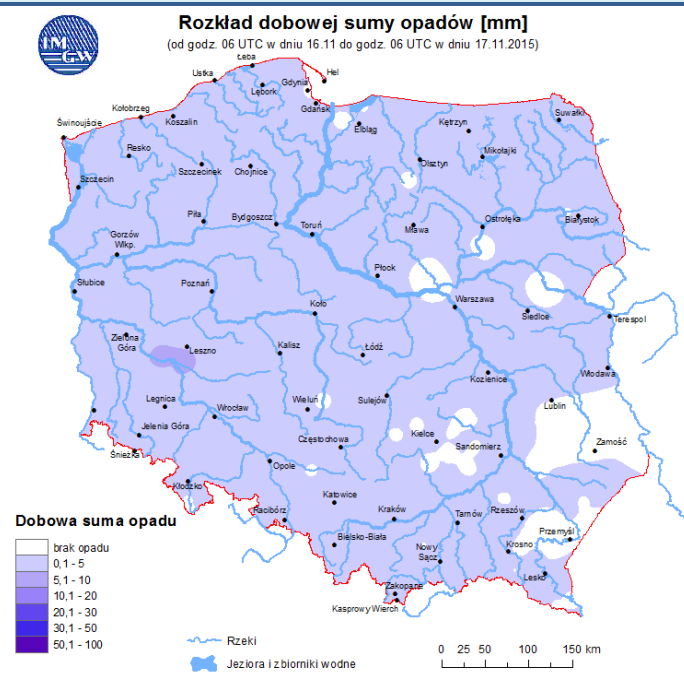 Rozkład dobowej sumy opadów [mm]
(od godz. 06 UTC w dniu 16.11 do godz. 06 UTC w dniu 17.11.2015)
IM
GW
Łeba
Ustka
Hel
Gdynia
Lębork
Gdańsk
Kołobrzeg
Koszalin
Świnoujście
Elbląg
Kętrzyn
Suwałki
Resko
Mikołajki
Olsztyn
Szczecinek
Chojnice
Szczecin
Piła
Bydgoszcz
Toruń
Mława
Ostrołęka
Białystok
Gorzów
Wlkp.
Płock
Słubice
Poznań
Koło
Warszawa
Siedlce
Terespol
Zielona
Góra
Leszno
Kalisz
Łódź
Kozienice
Włodawa
Legnica
Wrocław
Wieluń
Sulejów
Lublin
Jelenia Góra
Częstochowa
Kielce
Sandomierz
Zamość
Śnieżka
Opole
Kłodzko
Katowice
Racibórz
Kraków
Tarnów
Rzeszów
Przemyśl
Bielsko-Biała
Nowy
Sącz
Krosno
Lesko
Zakopane
Kasprowy Wierch
Dobowa suma opadu
brak opadu
0,1 - 5
5,1 - 10
10,1 - 20
20,1 - 30
30,1 - 50
50,1 - 100
Rzeki
Jeziora i zbiorniki wodne
0 25 50 100 150 km